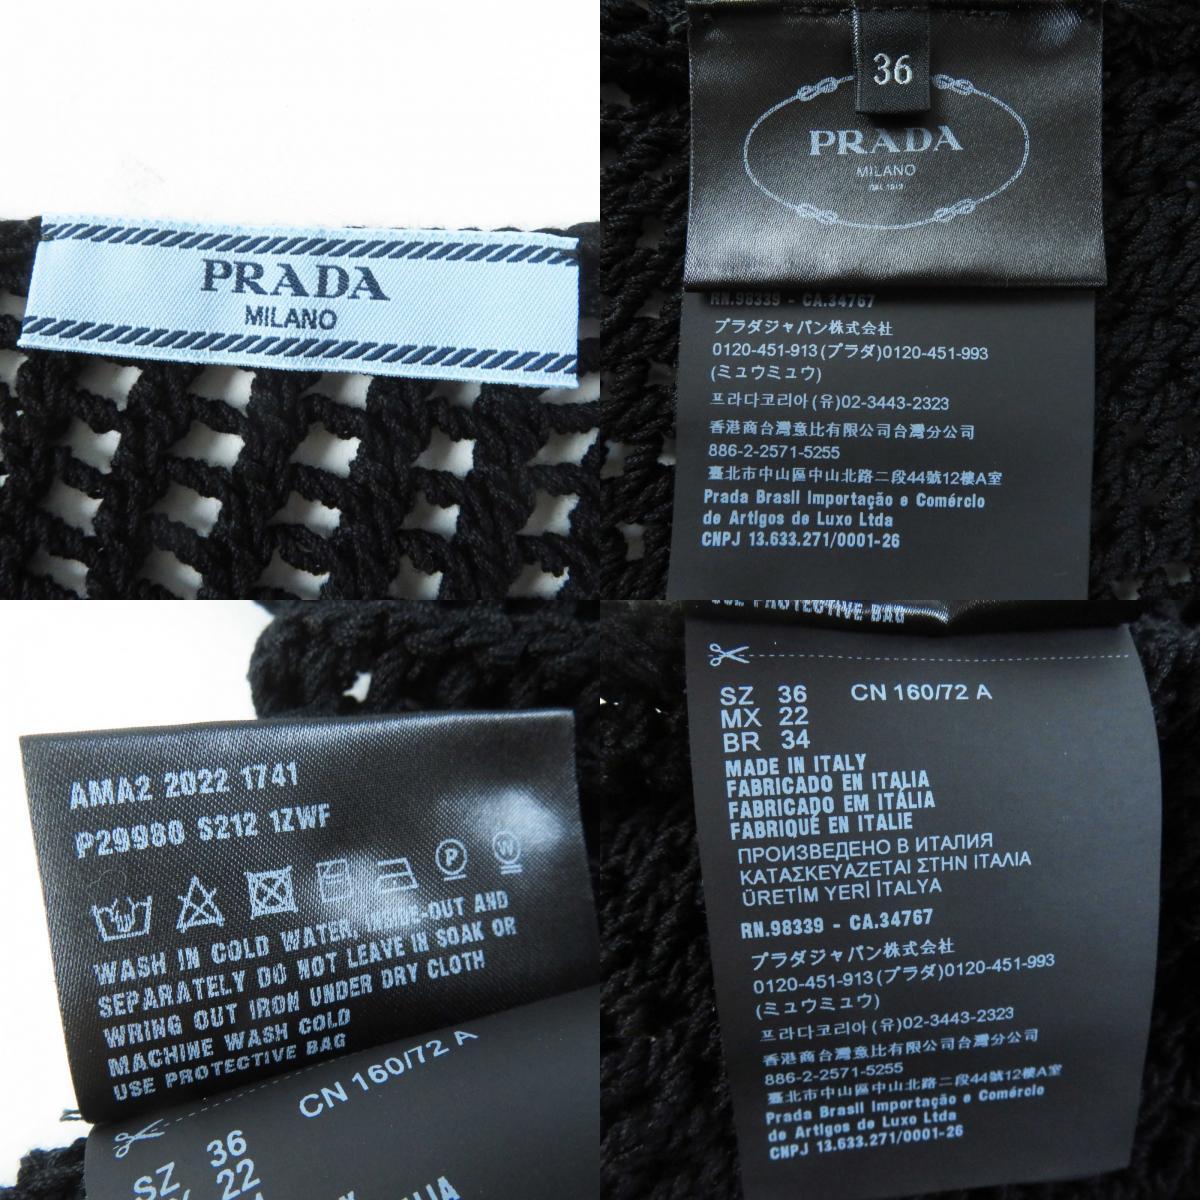 PRADA
MILANO
36
PRADA
MILANO
DAL 1913
RN.98339 - CA.34767
プラダジャパン株式会社
0120-451-913(プラダ)0120-451-993
(ミュウミュウ)
프라다코리아(유)02-3443-2323
香港商台灣意比有限公司台灣分公司
886-2-2571-5255
臺北市中山區中山北路二段44號12樓A室
Prada Brasil Importação e Comércio
de Artigos de Luxo Ltda
CNPJ 13.633.271/0001-26
AMA2 2022 1741
P29980 S212 1ZWF
P
W
WASH IN COLD WATER, INSIDE-OUT AND
SEPARATELY DO NOT LEAVE IN SOAK OR
WRING OUT IRON UNDER DRY CLOTH
MACHINE WASH COLD
USE PROTECTIVE BAG
CN 160/72 A
SZ 36
22
USE PROTECTIVE BAG
SZ 36 CN 160/72 A
MX 22
BR 34
MADE IN ITALY
FABRICADO EN ITALIA
FABRICADO EM ITÁLIA
FABRIQUÉ EN ITALIE
ПРОИЗВЕДЕНО В ИТАЛИЯ
ΚΑΤΑΣΚΕΥΑΖΕΤΑΙ ΣΤΗΝ ΙΤΑΛΙΑ
ÜRETİM YERİ İTALYA
RN.98339 - CA.34767
プラダジャパン株式会社
0120-451-913(プラダ)0120-451-993
(ミュウミュウ)
프라다코리아(유)02-3443-2323
香港商台灣意比有限公司台灣分公司
886-2-2571-5255
臺北市中山區中山北路二段44號12樓A室
Prada Brasil Importação e Comércio
de Artigos de Luxo Ltda
CNPJ 13.633.271/0001-26